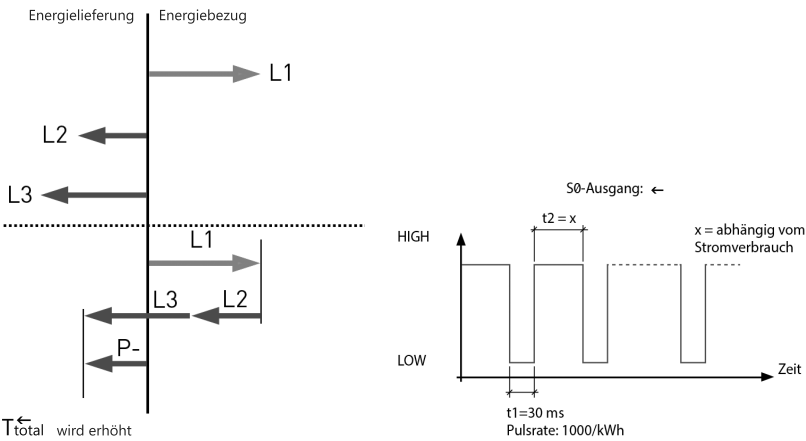 Energielieferung Energiebezug
L1
L2
L3
L1
L3 L2
P-
T←total wird erhöht
S0-Ausgang: ←
t2 = x
HIGH
x = abhängig vom
Stromverbrauch
LOW
Zeit
t1=30 ms
Pulsrate: 1000/kWh